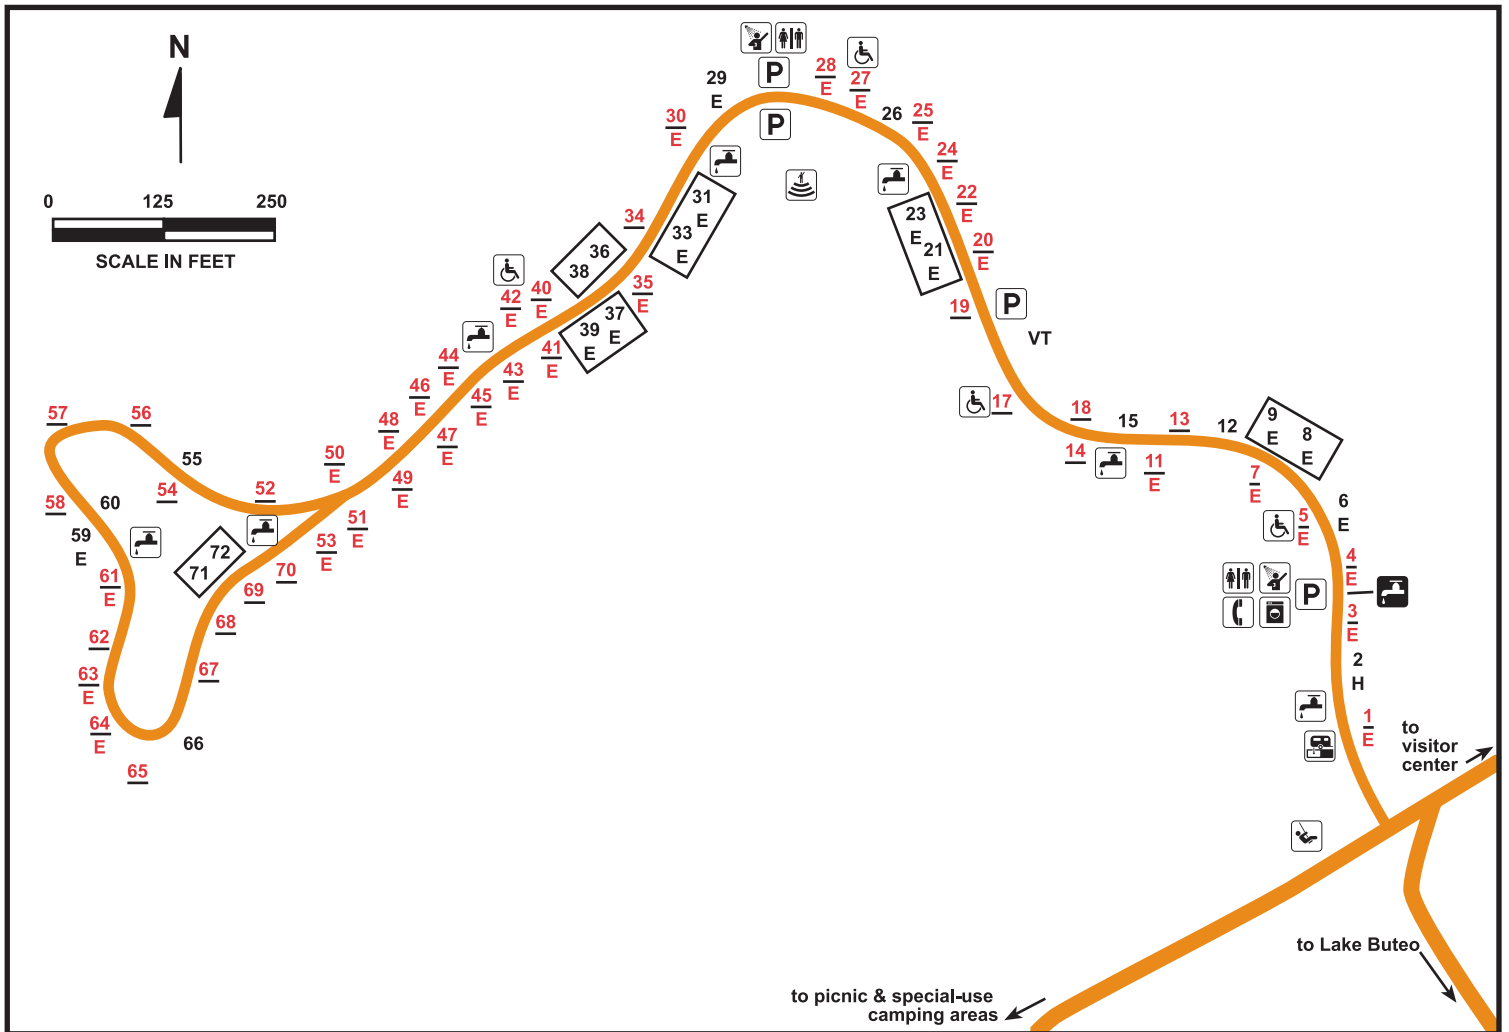 N
0 125 250
SCALE IN FEET
P
P
28
E
27
E
29
E
30
E
26
25
E
24
E
22
E
23
E
21
E
20
E
19
P
VT
31
E
33
E
34
36
38
35
E
37
E
39
E
40
E
42
E
41
E
43
E
44
E
45
E
46
E
47
E
48
E
49
E
50
E
51
E
52
53
E
54
55
56
57
58
60
59
E
61
E
62
63
E
64
E
65
66
67
68
69
70
72
71
17
18
15
13
12
14
11
E
9
E
8
E
7
E
6
E
5
E
4
E
P
3
E
2
H
1
E
to
visitor
center
to Lake Buteo
to picnic & special-use
camping areas